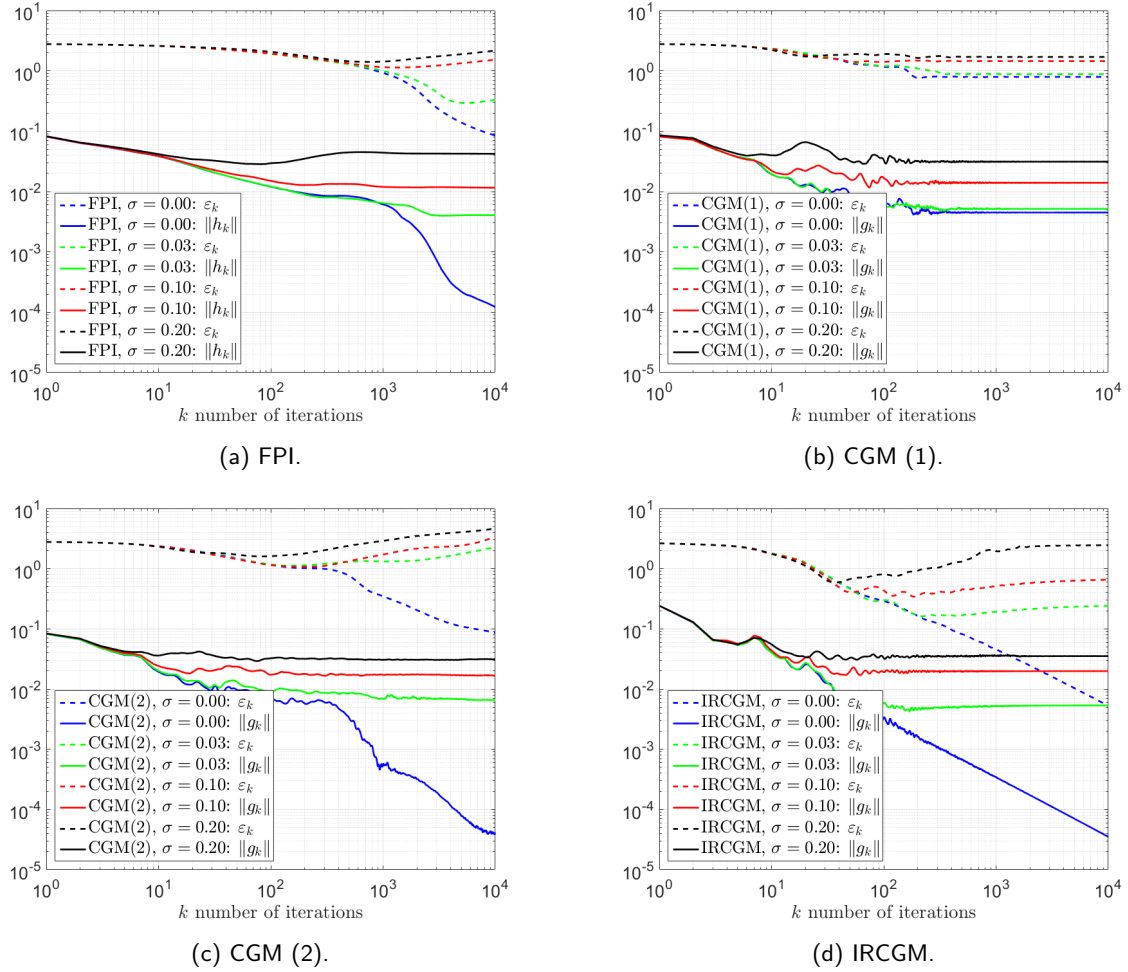 10^1
10^0
10^-1
10^-2
10^-3
10^-4
10^-5
FPI, σ = 0.00: ε_k
FPI, σ = 0.00: ‖h_k‖
FPI, σ = 0.03: ε_k
FPI, σ = 0.03: ‖h_k‖
FPI, σ = 0.10: ε_k
FPI, σ = 0.10: ‖h_k‖
FPI, σ = 0.20: ε_k
FPI, σ = 0.20: ‖h_k‖
10^0 10^1 10^2 10^3 10^4
k number of iterations
(a) FPI.
10^1
10^0
10^-1
10^-2
10^-3
10^-4
10^-5
CGM(1), σ = 0.00: ε_k
CGM(1), σ = 0.00: ‖g_k‖
CGM(1), σ = 0.03: ε_k
CGM(1), σ = 0.03: ‖g_k‖
CGM(1), σ = 0.10: ε_k
CGM(1), σ = 0.10: ‖g_k‖
CGM(1), σ = 0.20: ε_k
CGM(1), σ = 0.20: ‖g_k‖
10^0 10^1 10^2 10^3 10^4
k number of iterations
(b) CGM (1).
10^1
10^0
10^-1
10^-2
10^-3
10^-4
10^-5
CGM(2), σ = 0.00: ε_k
CGM(2), σ = 0.00: ‖g_k‖
CGM(2), σ = 0.03: ε_k
CGM(2), σ = 0.03: ‖g_k‖
CGM(2), σ = 0.10: ε_k
CGM(2), σ = 0.10: ‖g_k‖
CGM(2), σ = 0.20: ε_k
CGM(2), σ = 0.20: ‖g_k‖
10^0 10^1 10^2 10^3 10^4
k number of iterations
(c) CGM (2).
10^1
10^0
10^-1
10^-2
10^-3
10^-4
10^-5
IRCGM, σ = 0.00: ε_k
IRCGM, σ = 0.00: ‖g_k‖
IRCGM, σ = 0.03: ε_k
IRCGM, σ = 0.03: ‖g_k‖
IRCGM, σ = 0.10: ε_k
IRCGM, σ = 0.10: ‖g_k‖
IRCGM, σ = 0.20: ε_k
IRCGM, σ = 0.20: ‖g_k‖
10^0 10^1 10^2 10^3 10^4
k number of iterations
(d) IRCGM.